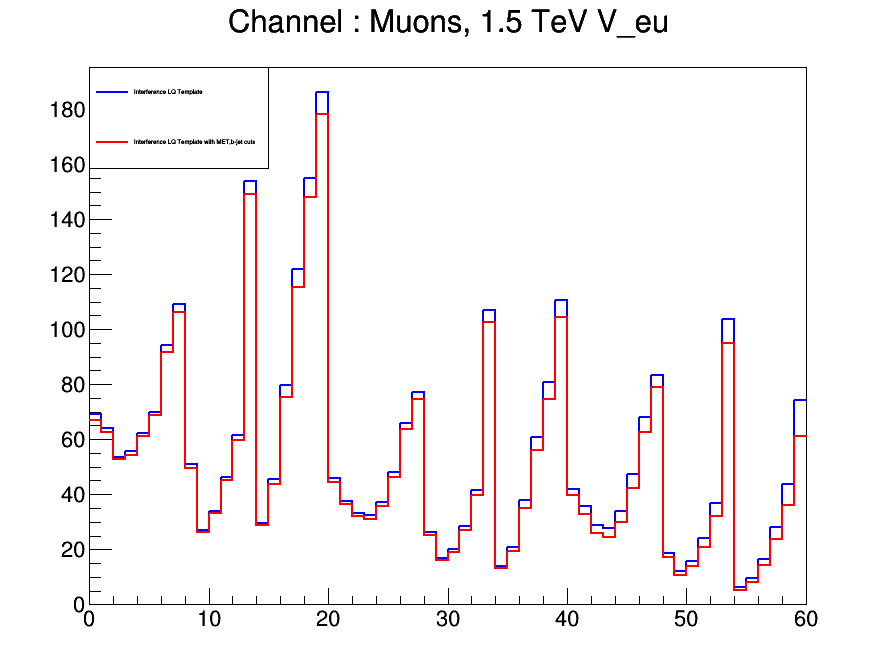 Channel : Muons, 1.5 TeV V_eu
Interference LQ Template
Interference LQ Template with MET,b-jet cuts
180
160
140
120
100
80
60
40
20
0
0 10 20 30 40 50 60